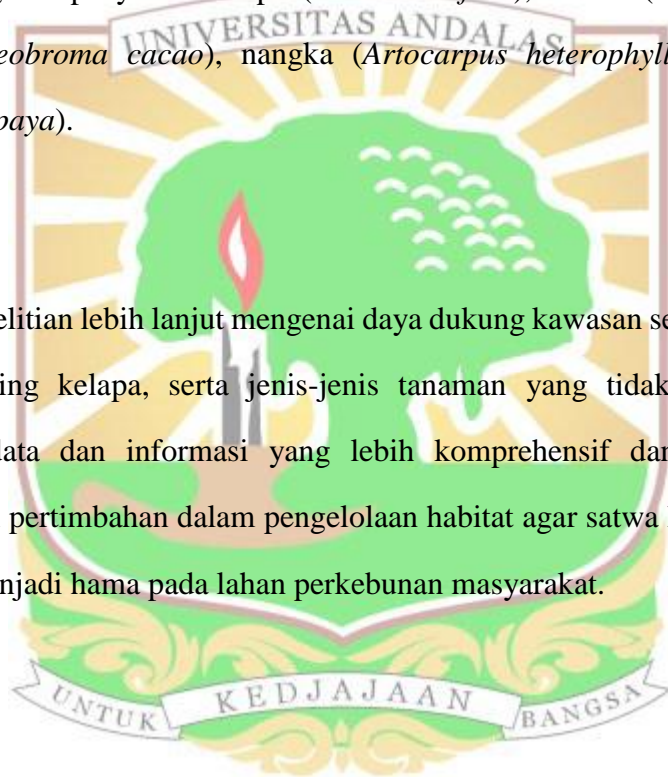 UNIVERSITAS ANDALAS
eobroma cacao), nangka (Artocarpus heterophyll
paya).
elitian lebih lanjut mengenai daya dukung kawasan se
ing kelapa, serta jenis-jenis tanaman yang tidak
data dan informasi yang lebih komprehensif dan
pertimbahan dalam pengelolaan habitat agar satwa
enjadi hama pada lahan perkebunan masyarakat.
UNTUK KEDJAJAAN BANGSA